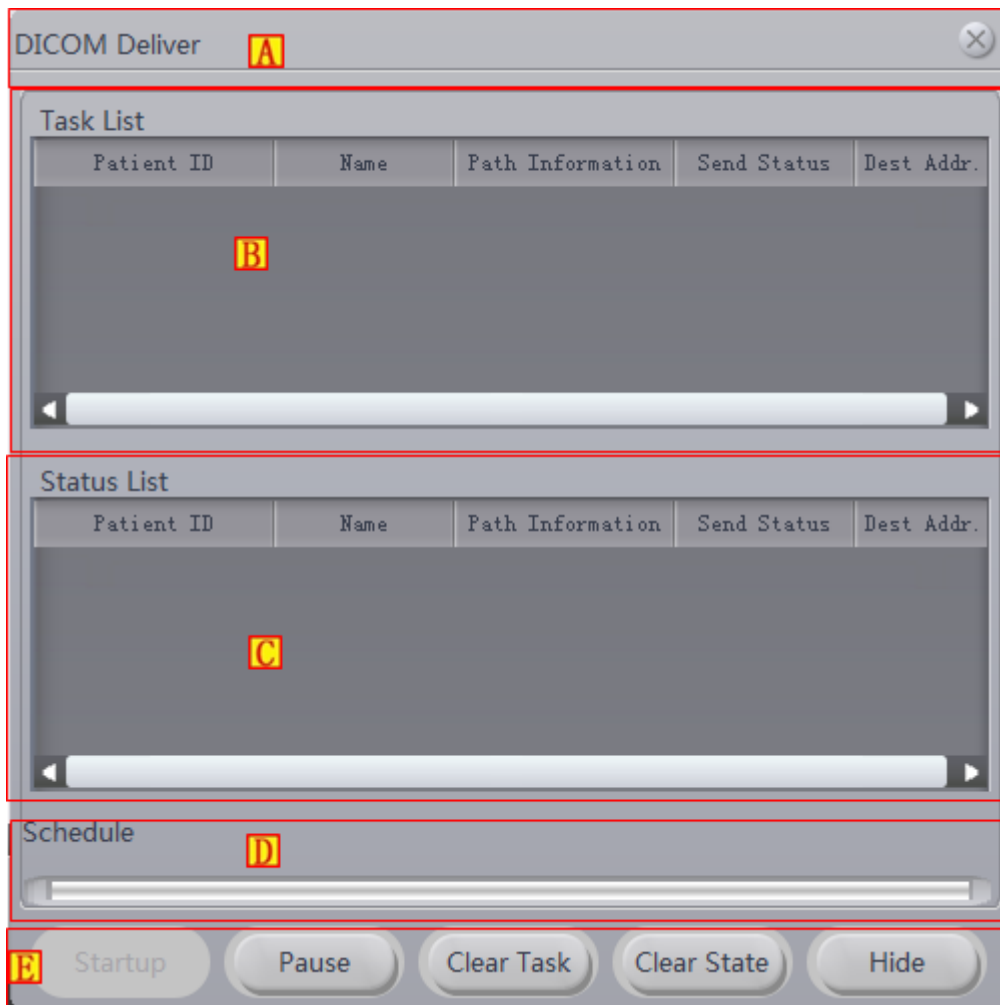 DICOM Deliver A
Task List
Patient ID Name Path Information Send Status Dest Addr.
B
Status List
Patient ID Name Path Information Send Status Dest Addr.
C
Schedule
D
E Startup Pause Clear Task Clear State Hide